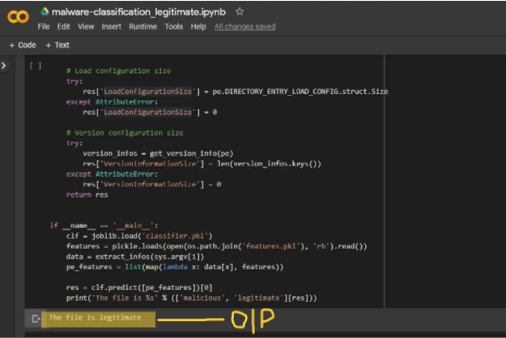 malware-classification_legitimate.ipynb
File Edit View Insert Runtime Tools Help All changes saved
+ Code + Text
[ ]
# Load configuration size
try:
res['LoadConfigurationSize'] = pe.DIRECTORY_ENTRY_LOAD_CONFIG.struct.Size
except AttributeError:
res['LoadConfigurationSize'] = 0
# Version configuration size
try:
version_infos = get_version_info(pe)
res['VersionInformationSize'] = len(version_infos.keys())
except AttributeError:
res['VersionInformationSize'] = 0
return res
if __name__ == '__main__':
clf = joblib.load('classifier.pkl')
features = pickle.loads(open(os.path.join('features.pkl'), 'rb').read())
data = extract_infos(sys.argv[1])
pe_features = list(map(lambda x: data[x], features))
res = clf.predict([pe_features])[0]
print('The file is %s' % (['malicious', 'legitimate'][res]))
The file is legitimate O|P